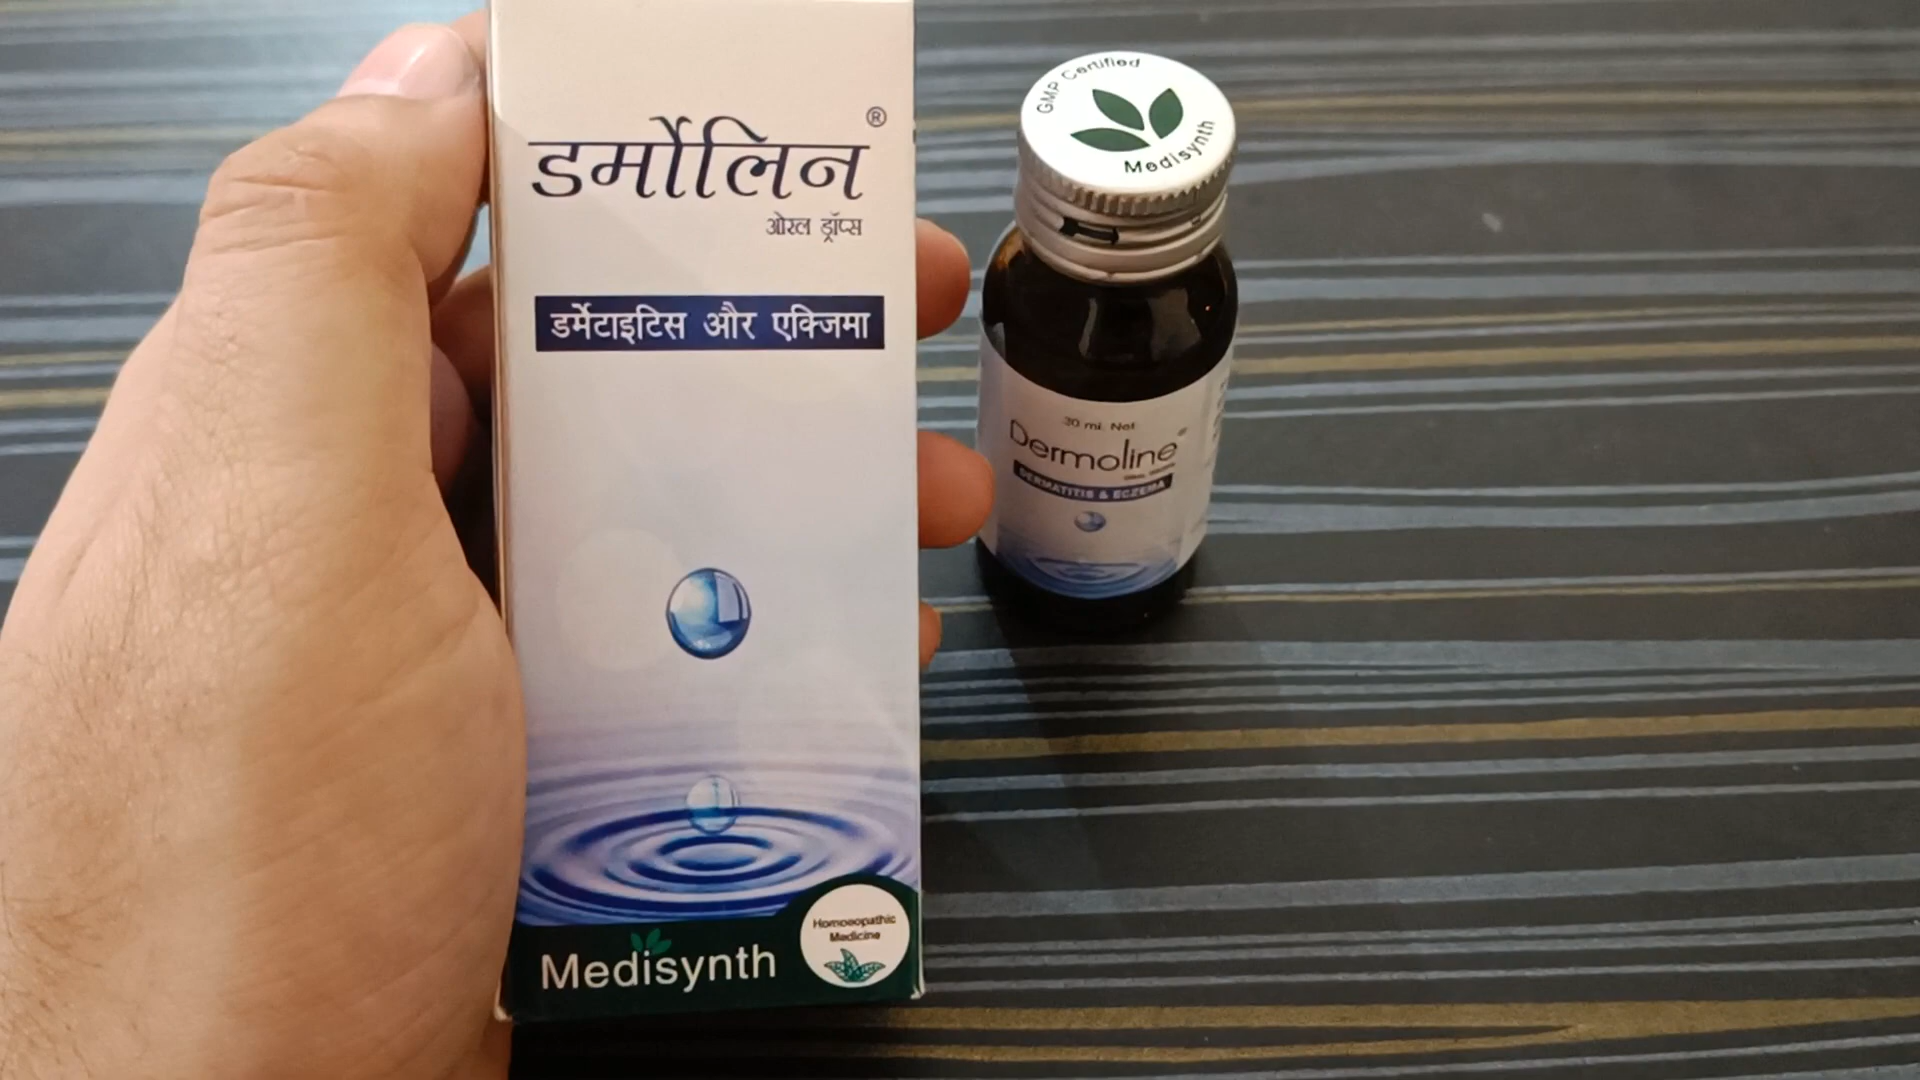 डर्मोलिन®
ओरल ड्रॉप्स
डर्मेटाइटिस और एक्जिमा
Homoeopathic
Medicine
Medisynth
GMP Certified
Medisynth
30 ml. Net
Dermoline
DERMATITIS & ECZEMA